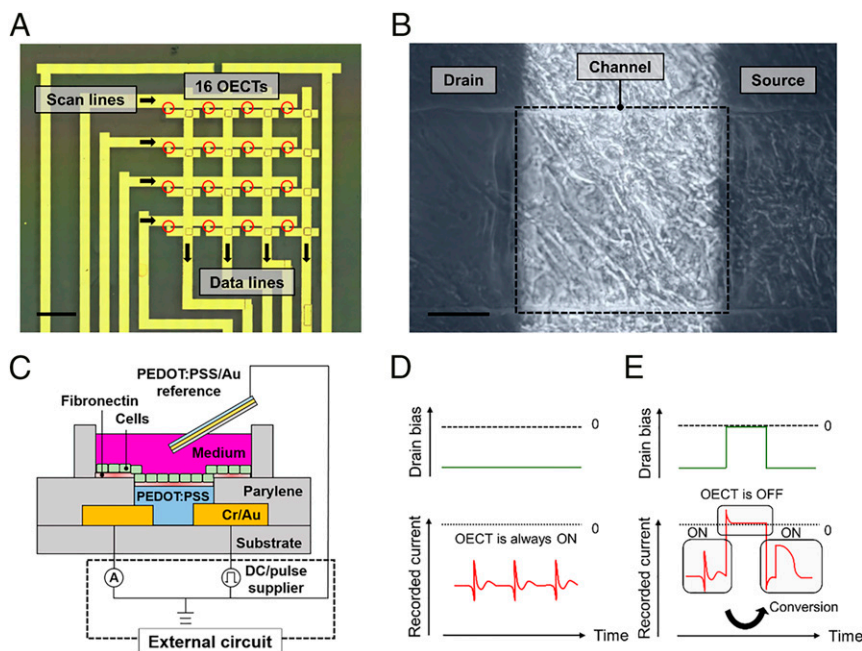 A
16 OECTs
Scan lines
Data lines
B
Drain
Channel
Source
C
PEDOT:PSS/Au
reference
Fibronectin
Cells
Medium
PEDOT:PSS
Parylene
Cr/Au
Substrate
A
DC/pulse
supplier
External circuit
D
Drain bias
0
Recorded current
0
OECT is always ON
Time
E
Drain bias
0
OECT is OFF
Recorded current
0
ON
ON
Conversion
Time